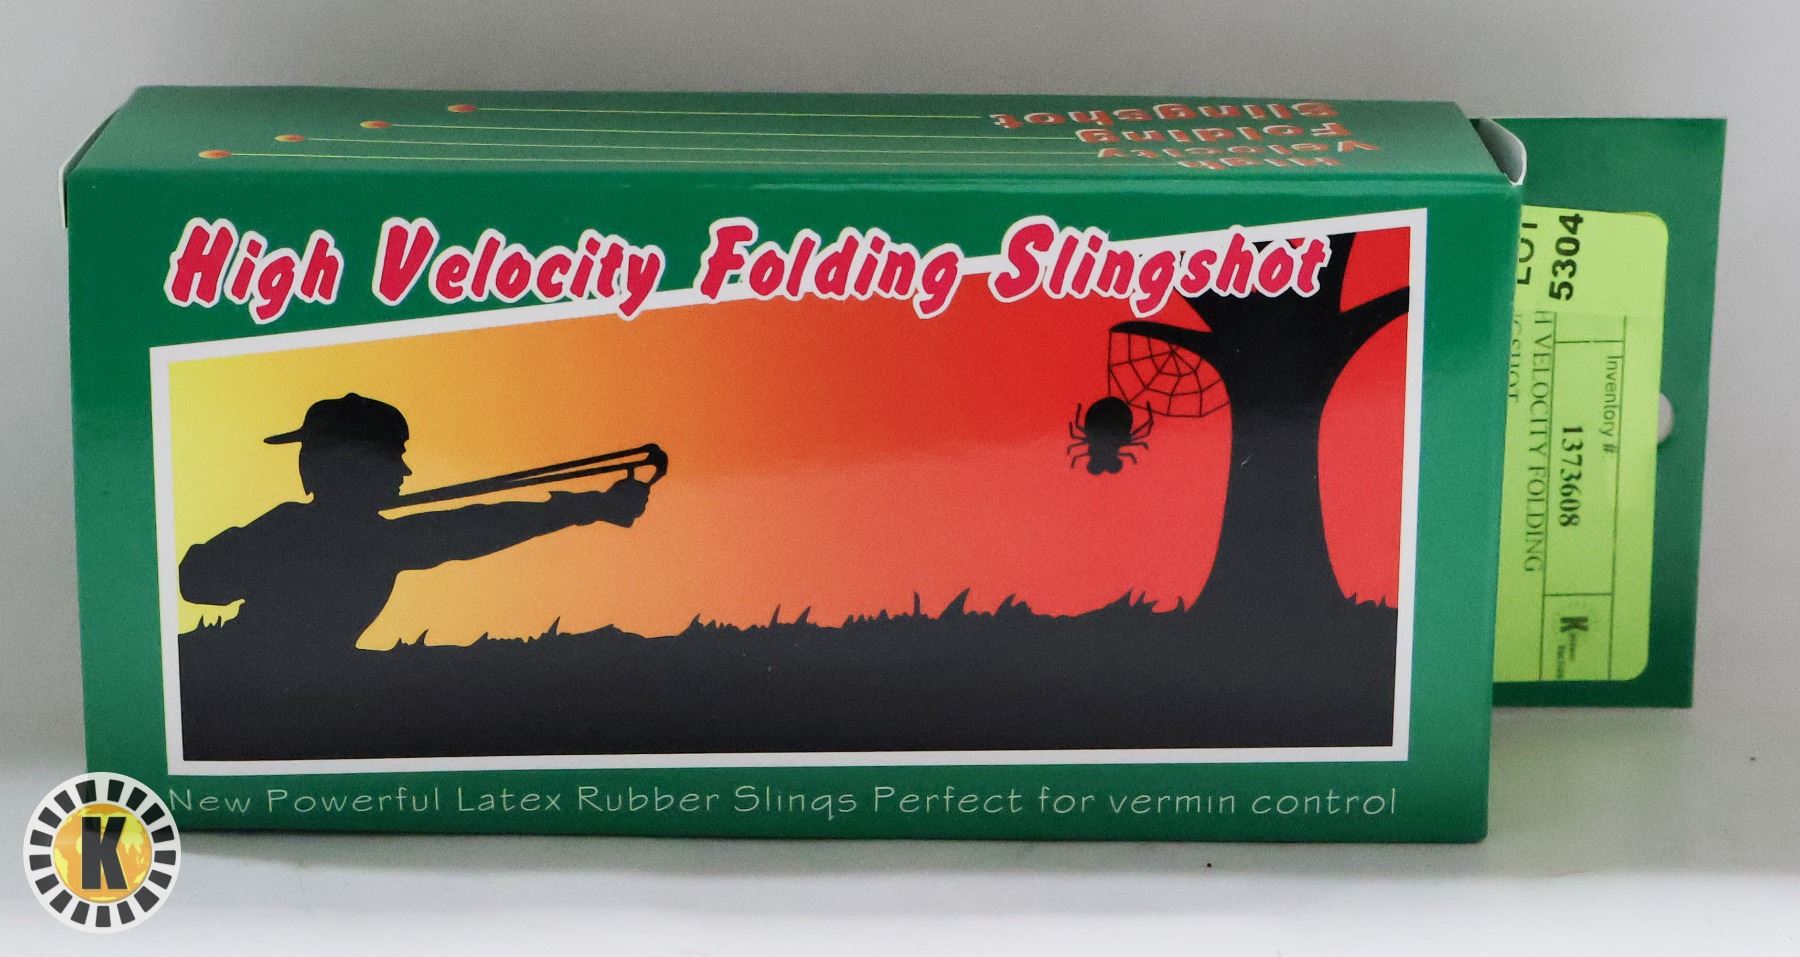 High Velocity Folding Slingshot
High
Velocity
Folding
Slingshot
New Powerful Latex Rubber Slings Perfect for vermin control
LOT
5304
Inventory #
1373608
VELOCITY FOLDING
K
K